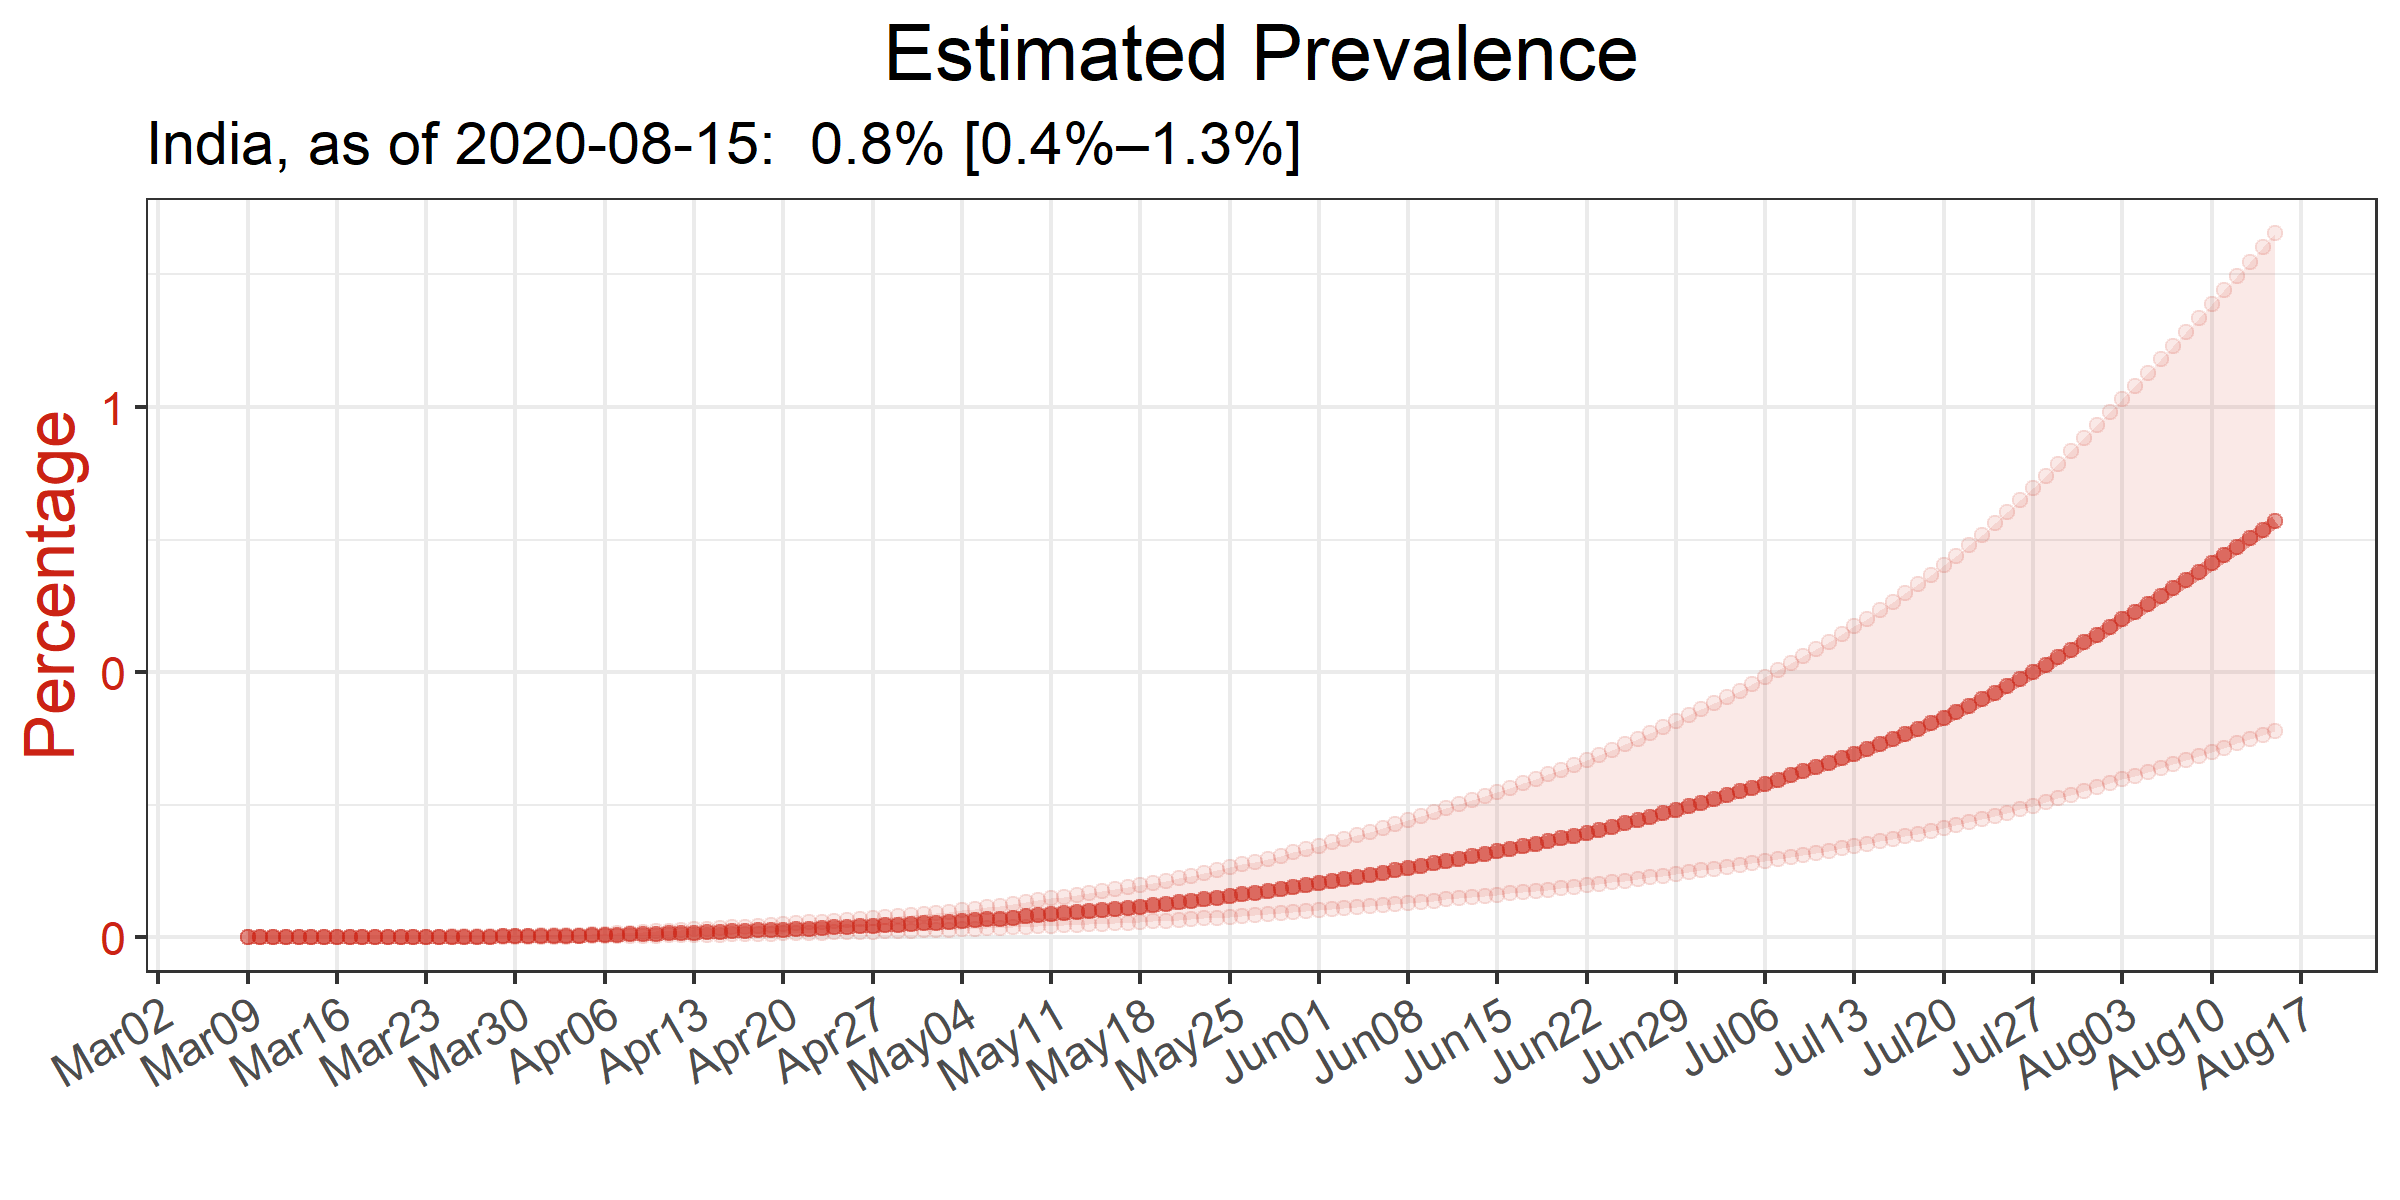 Estimated Prevalence
India, as of 2020-08-15:  0.8% [0.4%–1.3%]
Percentage
1
0
0
Mar02
Mar09
Mar16
Mar23
Mar30
Apr06
Apr13
Apr20
Apr27
May04
May11
May18
May25
Jun01
Jun08
Jun15
Jun22
Jun29
Jul06
Jul13
Jul20
Jul27
Aug03
Aug10
Aug17